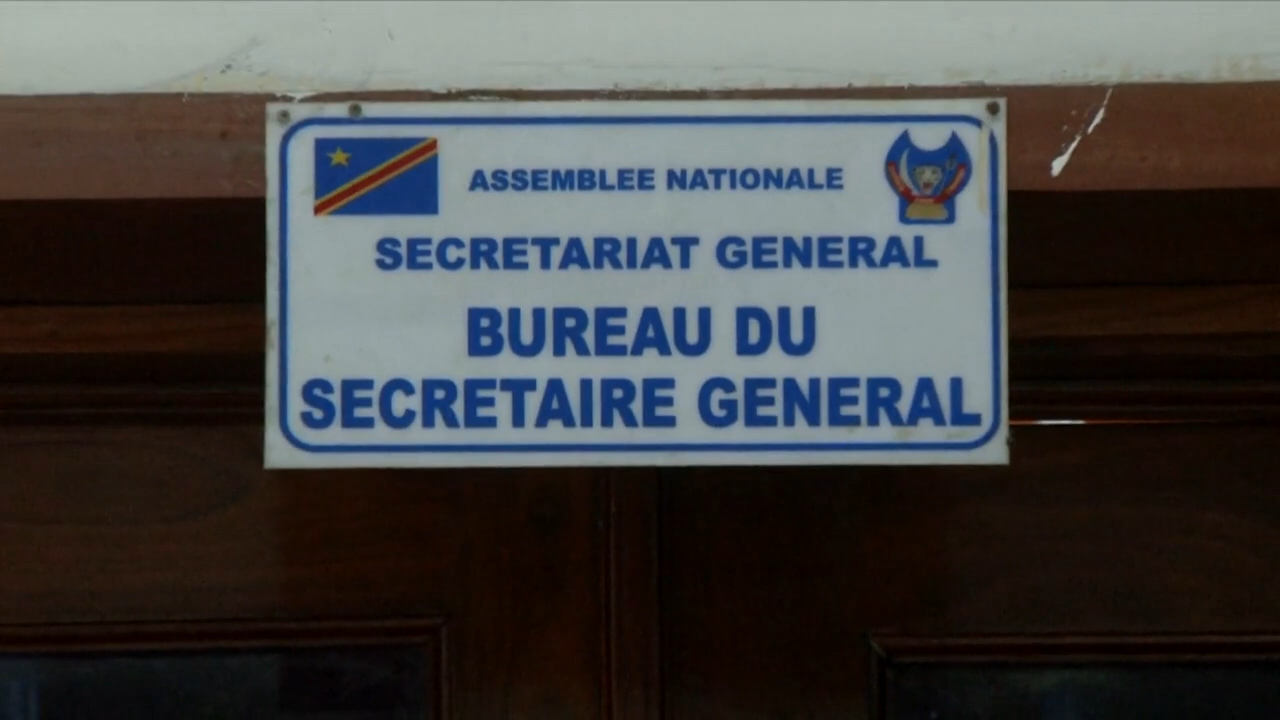 ASSEMBLEE NATIONALE
SECRETARIAT GENERAL
BUREAU DU
SECRETAIRE GENERAL